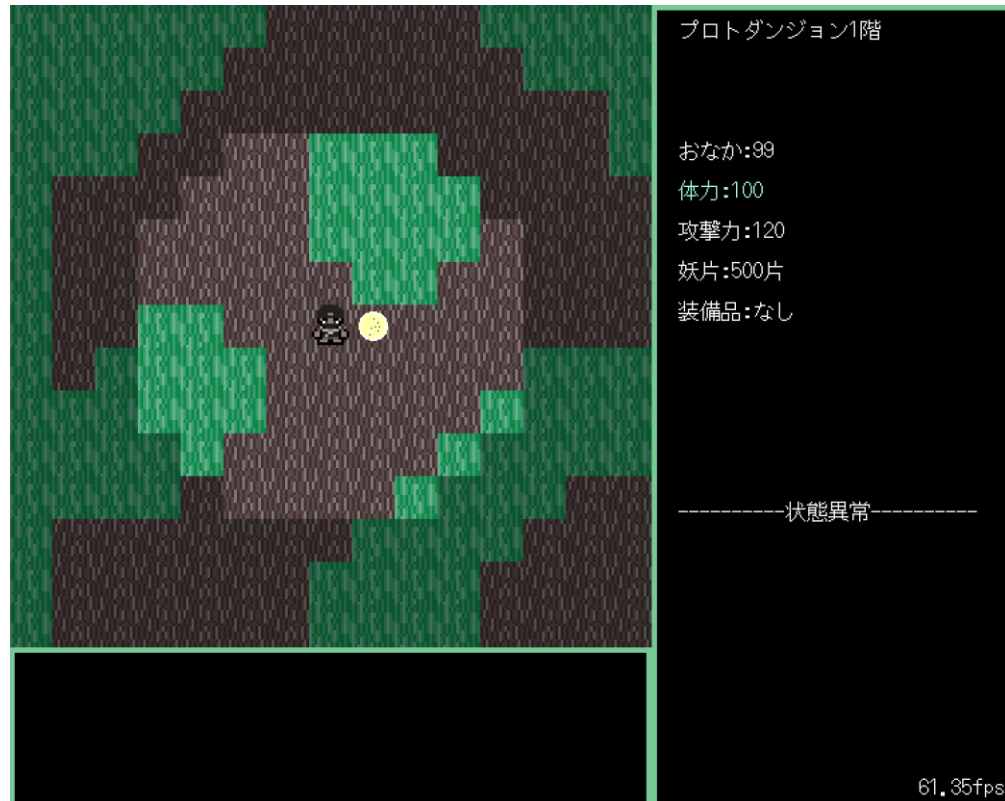 プロトダンジョン1階
おなか:99
体力:100
攻撃力:120
妖片:500片
装備品:なし
----------状態異常----------
61.35fps